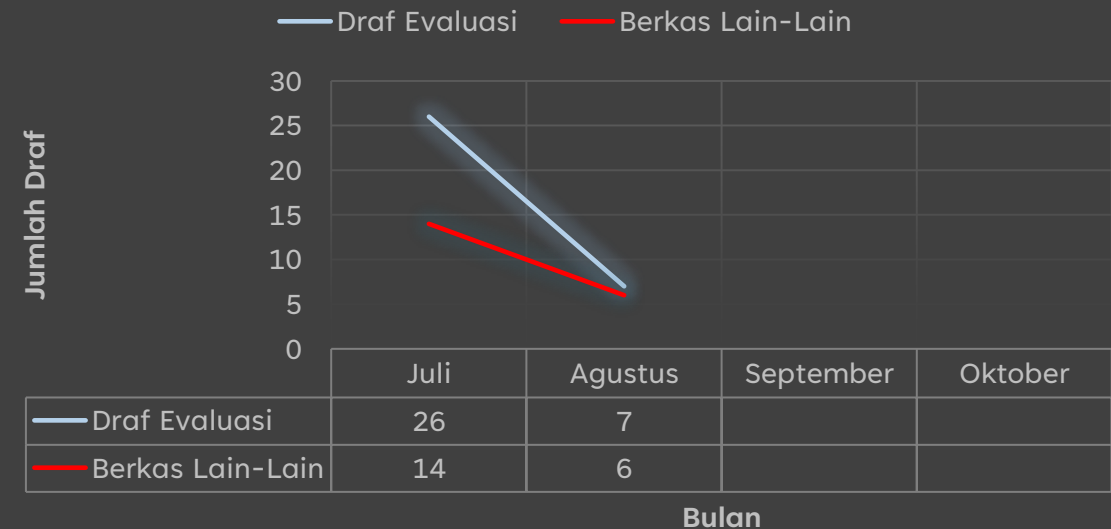 Draf Evaluasi Berkas Lain-Lain
Jumlah Draf
30
25
20
15
10
5
0
Juli Agustus September Oktober
Draf Evaluasi 26 7
Berkas Lain-Lain 14 6
Bulan